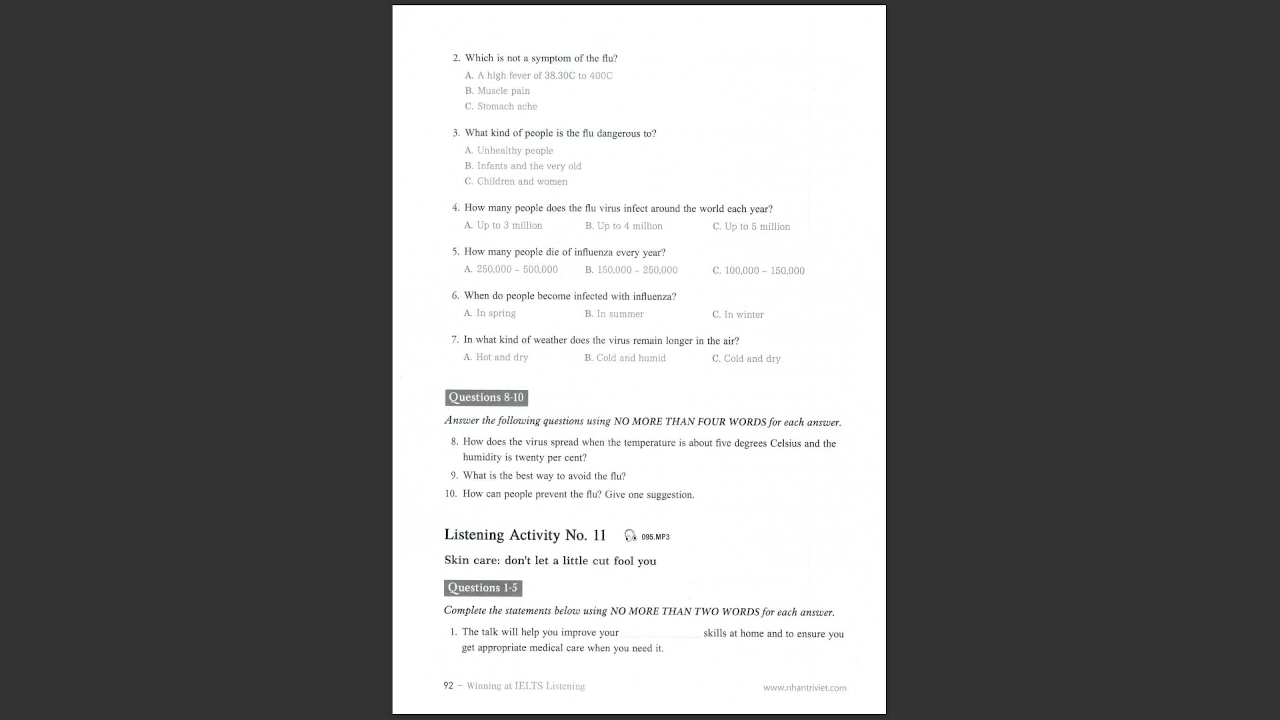 2. Which is not a symptom of the flu?
A. A high fever of 38.30C to 400C
B. Muscle pain
C. Stomach ache
3. What kind of people is the flu dangerous to?
A. Unhealthy people
B. Infants and the very old
C. Children and women
4. How many people does the flu virus infect around the world each year?
A. Up to 3 million B. Up to 4 million C. Up to 5 million
5. How many people die of influenza every year?
A. 250,000 – 500,000 B. 150,000 – 250,000 C. 100,000 – 150,000
6. When do people become infected with influenza?
A. In spring B. In summer C. In winter
7. In what kind of weather does the virus remain longer in the air?
A. Hot and dry B. Cold and humid C. Cold and dry
Questions 8-10
Answer the following questions using NO MORE THAN FOUR WORDS for each answer.
8. How does the virus spread when the temperature is about five degrees Celsius and the
humidity is twenty per cent?
9. What is the best way to avoid the flu?
10. How can people prevent the flu? Give one suggestion.
Listening Activity No. 11 095.MP3
Skin care: don't let a little cut fool you
Questions 1-5
Complete the statements below using NO MORE THAN TWO WORDS for each answer.
1. The talk will help you improve your ____________ skills at home and to ensure you
get appropriate medical care when you need it.
92 – Winning at IELTS Listening www.nhantriviet.com